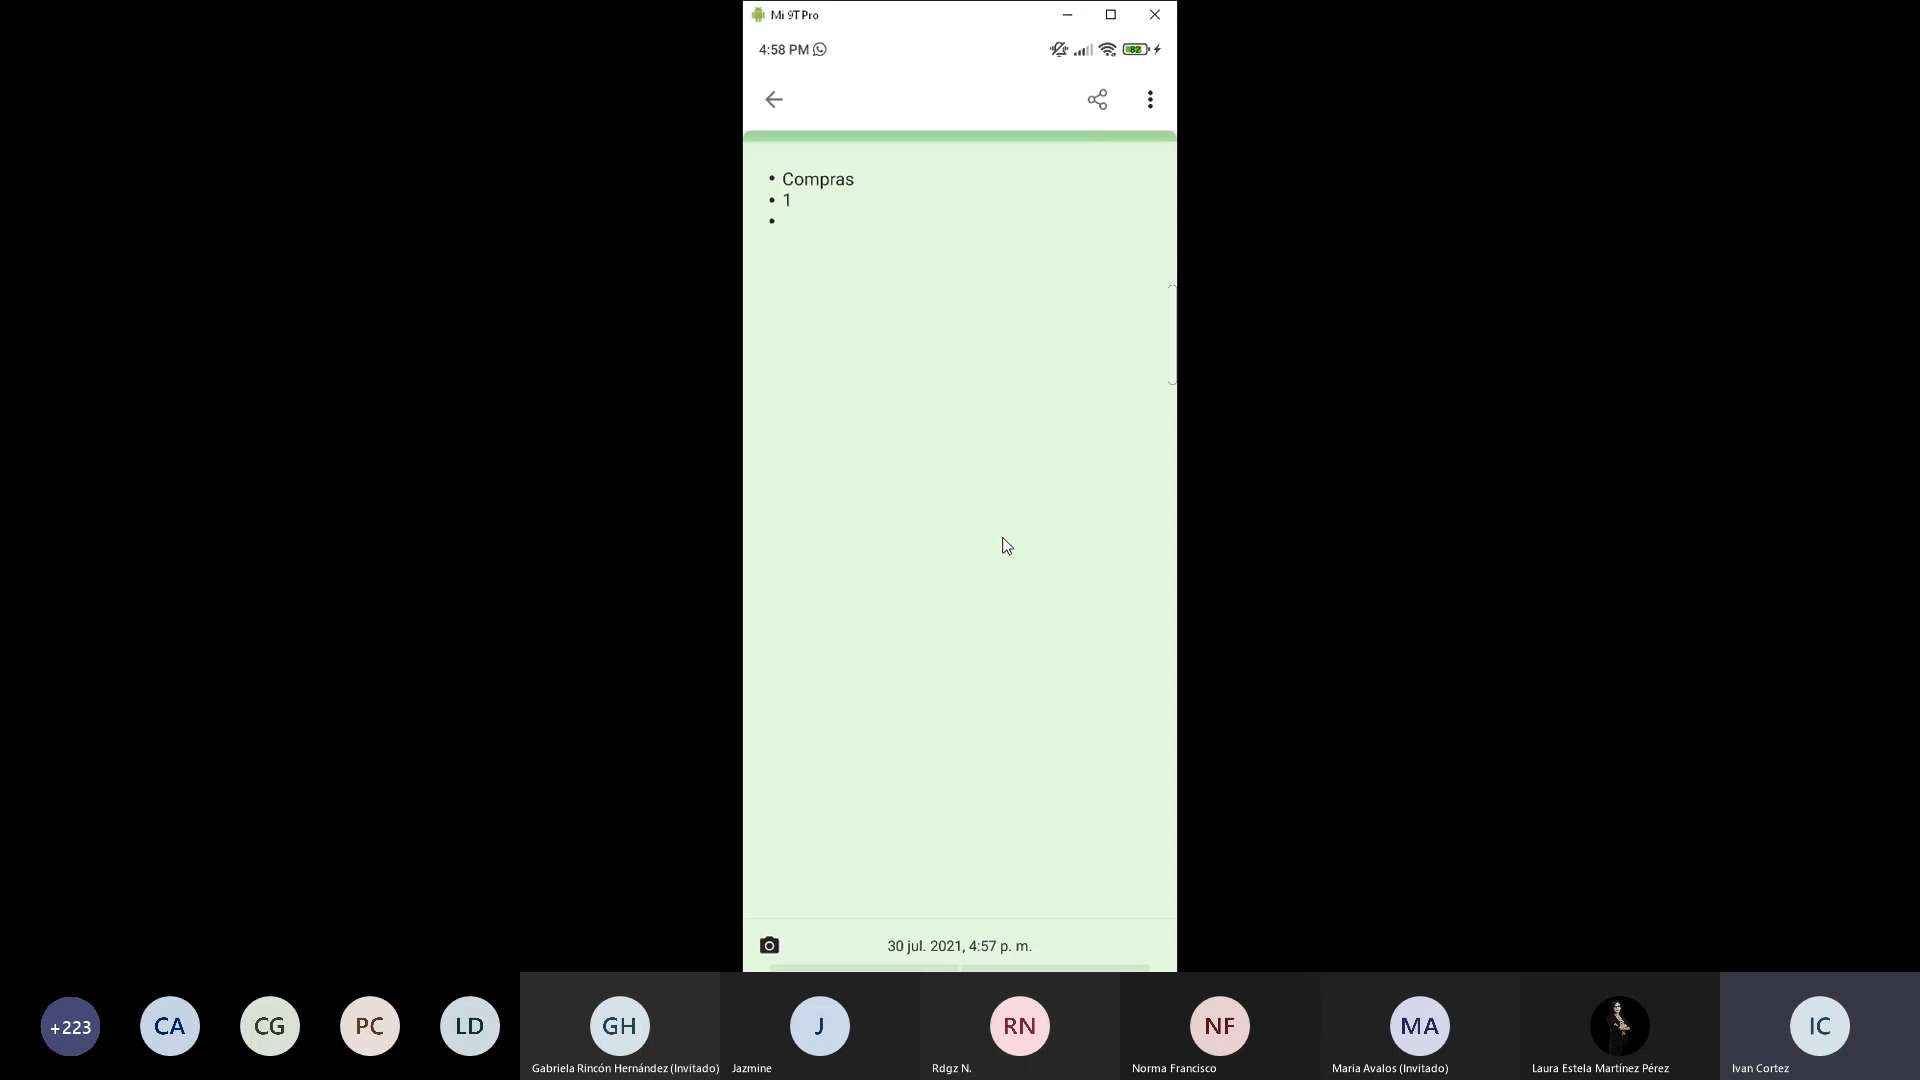 Mi 9T Pro
4:58 PM
82
• Compras
• 1
•
30 jul. 2021, 4:57 p. m.
+223
CA
CG
PC
LD
GH
J
RN
NF
MA
IC
Gabriela Rincón Hernández (Invitado)
Jazmine
Rdgz N.
Norma Francisco
Maria Avalos (Invitado)
Laura Estela Martínez Pérez
Ivan Cortez